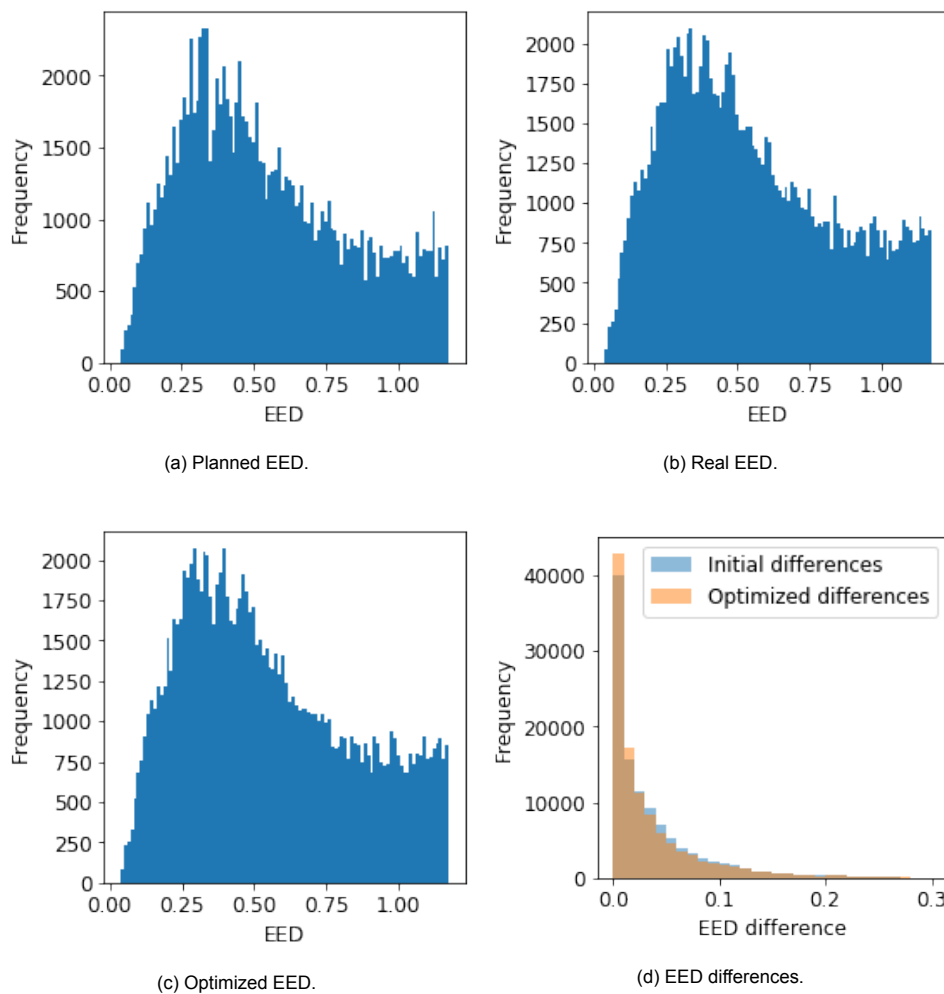 2000
1500
1000
500
0
Frequency
0.00 0.25 0.50 0.75 1.00
EED
(a) Planned EED.
2000
1750
1500
1250
1000
750
500
250
0
Frequency
0.00 0.25 0.50 0.75 1.00
EED
(b) Real EED.
2000
1750
1500
1250
1000
750
500
250
0
Frequency
0.00 0.25 0.50 0.75 1.00
EED
(c) Optimized EED.
Initial differences
Optimized differences
40000
30000
20000
10000
0
Frequency
0.0 0.1 0.2 0.3
EED difference
(d) EED differences.